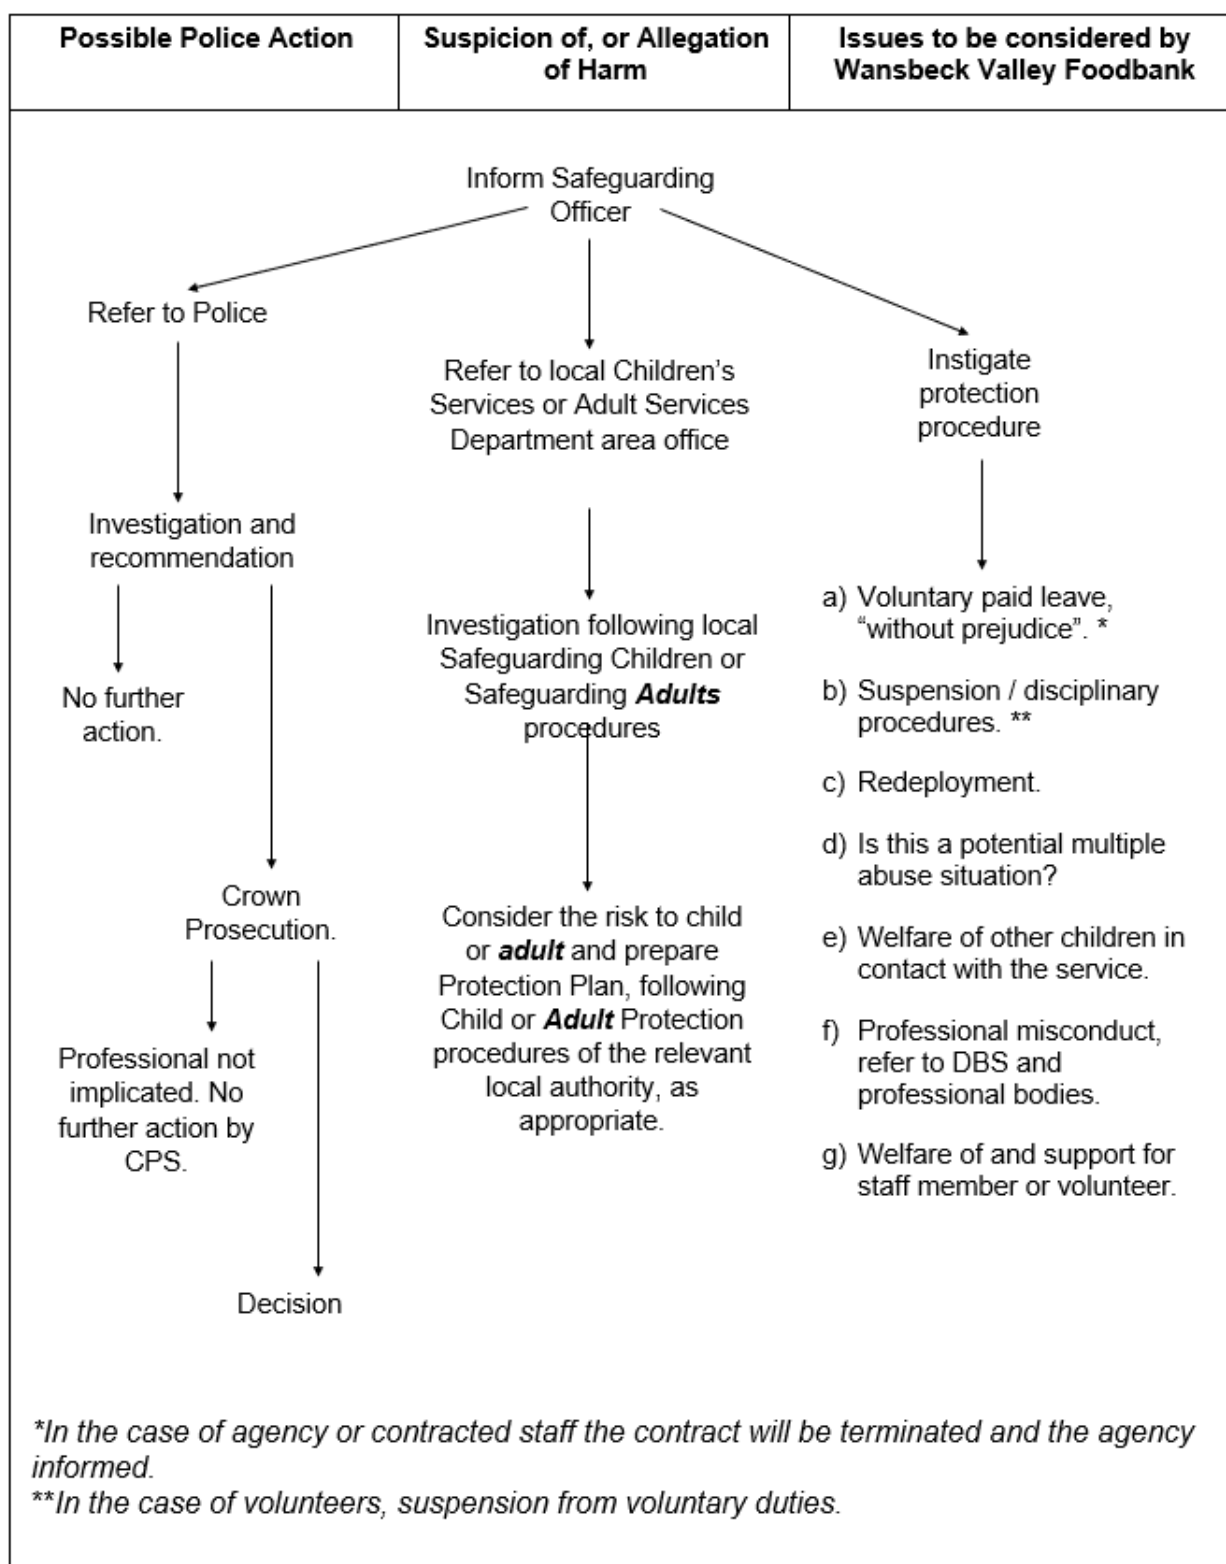 Possible Police Action
Suspicion of, or Allegation
of Harm
Issues to be considered by
Wansbeck Valley Foodbank
Inform Safeguarding
Officer
Refer to Police
Refer to local Children's
Services or Adult Services
Department area office
Instigate
protection
procedure
Investigation and
recommendation
No further
action.
Crown
Prosecution.
Professional not
implicated. No
further action by
CPS.
Decision
Investigation following local
Safeguarding Children or
Safeguarding Adults
procedures
Consider the risk to child
or adult and prepare
Protection Plan, following
Child or Adult Protection
procedures of the relevant
local authority, as
appropriate.
a) Voluntary paid leave,
“without prejudice”. *
b) Suspension / disciplinary
procedures. **
c) Redeployment.
d) Is this a potential multiple
abuse situation?
e) Welfare of other children in
contact with the service.
f) Professional misconduct,
refer to DBS and
professional bodies.
g) Welfare of and support for
staff member or volunteer.
*In the case of agency or contracted staff the contract will be terminated and the agency
informed.
**In the case of volunteers, suspension from voluntary duties.